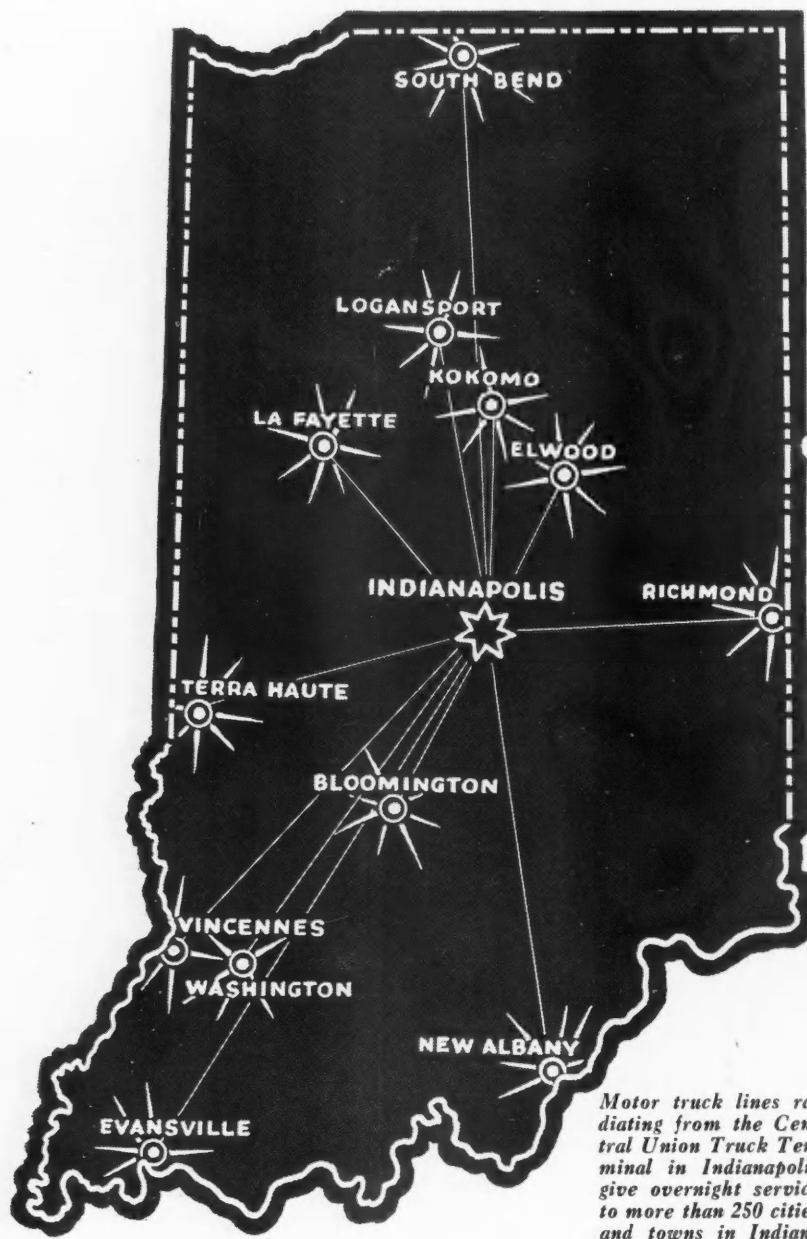 SOUTH BEND
LOGANSPORT
KOKOMO
LA FAYETTE
ELWOOD
INDIANAPOLIS
RICHMOND
TERRA HAUTE
BLOOMINGTON
VINCENNES
WASHINGTON
NEW ALBANY
EVANSVILLE
Motor truck lines ra-
diating from the Cen-
tral Union Truck Ter-
minal in Indianapolis
give overnight service
to more than 250 cities
and towns in Indiana